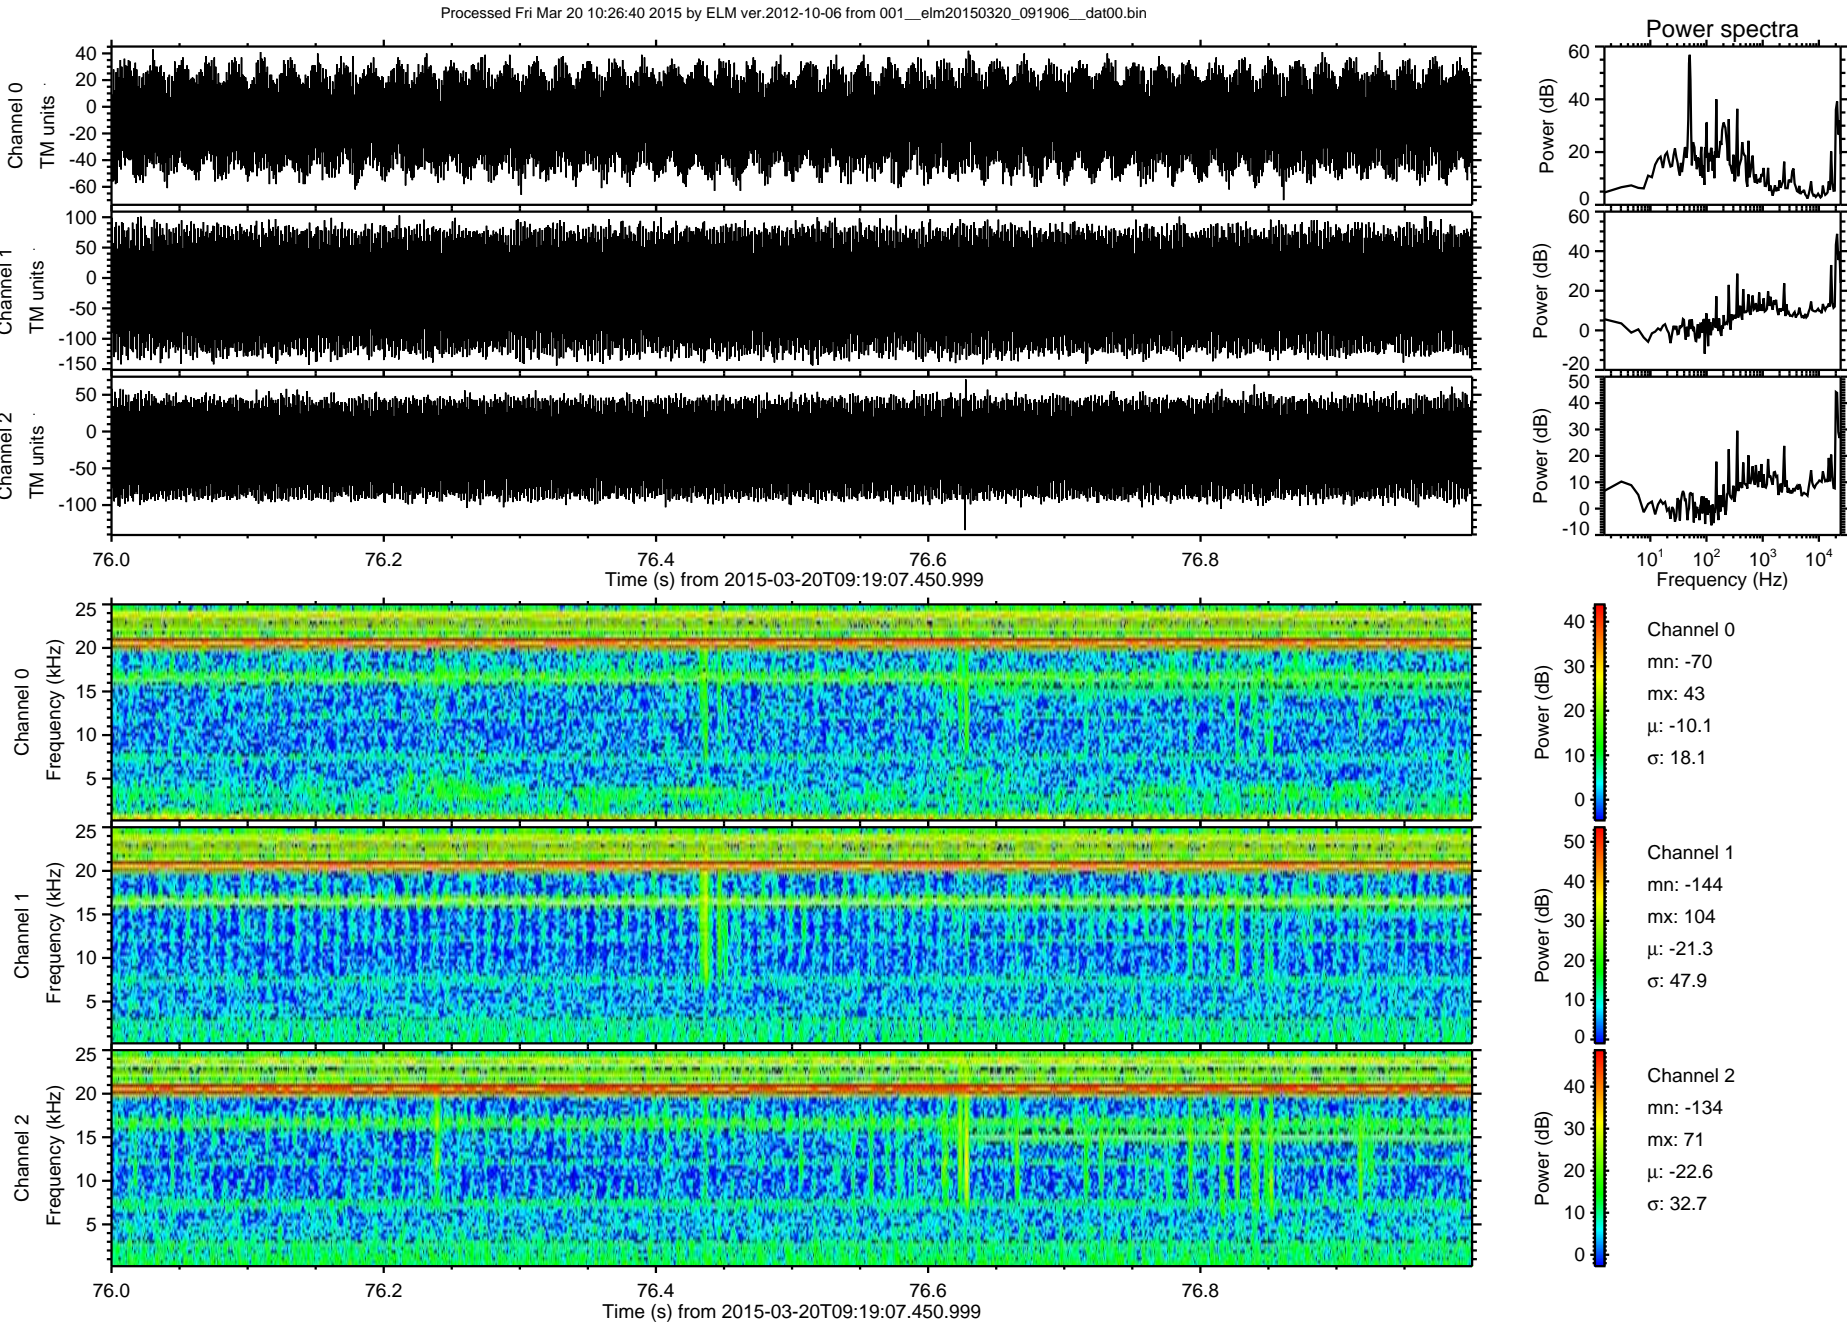 Processed Fri Mar 20 10:26:40 2015 by ELM ver.2012-10-06 from 001__elm20150320_091906__dat00.bin
Power spectra
Channel 0
TM units
40
20
0
-20
-40
-60
Power (dB)
60
40
20
0
Channel 1
TM units
100
50
0
-50
-100
-150
Power (dB)
60
40
20
0
-20
Channel 2
TM units
50
0
-50
-100
Power (dB)
50
40
30
20
10
0
-10
76.0 76.2 76.4 76.6 76.8
Time (s) from 2015-03-20T09:19:07.450.999
10^1 10^2 10^3 10^4
Frequency (Hz)
Channel 0
Frequency (kHz)
25
20
15
10
5
Power (dB)
40
30
20
10
0
Channel 0
mn: -70
mx: 43
μ: -10.1
σ: 18.1
Channel 1
Frequency (kHz)
25
20
15
10
5
Power (dB)
50
40
30
20
10
0
Channel 1
mn: -144
mx: 104
μ: -21.3
σ: 47.9
Channel 2
Frequency (kHz)
25
20
15
10
5
Power (dB)
40
30
20
10
0
Channel 2
mn: -134
mx: 71
μ: -22.6
σ: 32.7
76.0 76.2 76.4 76.6 76.8
Time (s) from 2015-03-20T09:19:07.450.999